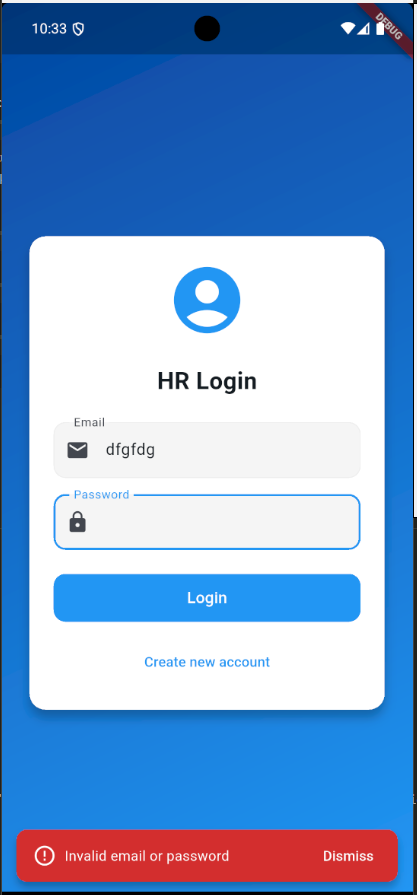 10:33
DEBUG
HR Login
Email
dfgfdg
Password
Login
Create new account
Invalid email or password Dismiss